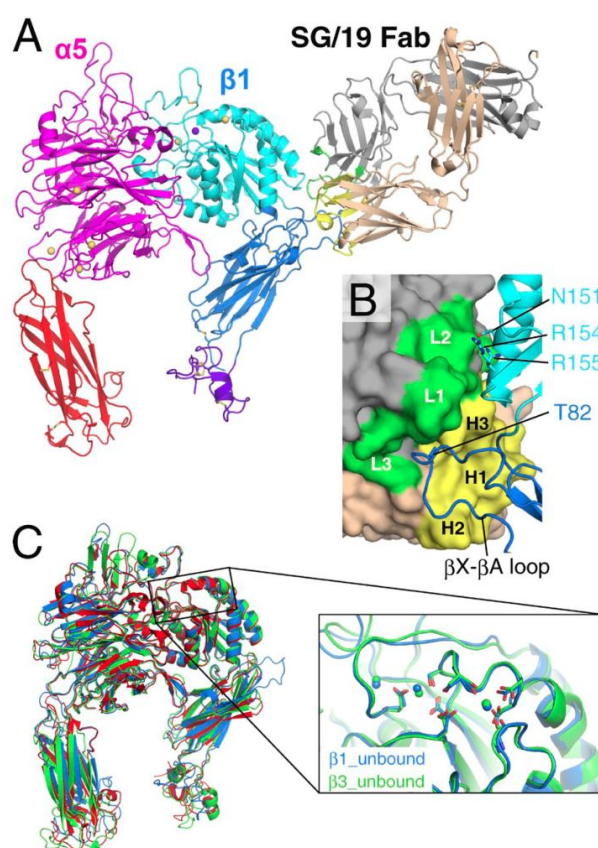 A
α5
β1
SG/19 Fab
B
N151
R154
R155
T82
L2
L1
L3
H3
H1
H2
βX-βA loop
C
β1_unbound
β3_unbound